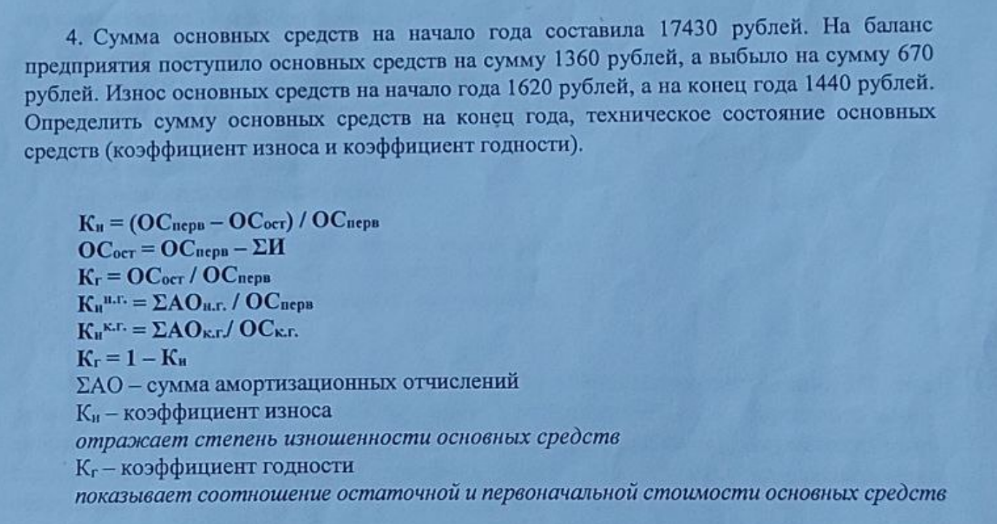 4. Сумма основных средств на начало года составила 17430 рублей. На баланс
предприятия поступило основных средств на сумму 1360 рублей, а выбыло на сумму 670
рублей. Износ основных средств на начало года 1620 рублей, а на конец года 1440 рублей.
Определить сумму основных средств на конец года, техническое состояние основных
средств (коэффициент износа и коэффициент годности).
Kи = (ОСперв – ОСост) / ОСперв
ОСост = ОСперв – ΣИ
Kг = ОСост / ОСперв
Kиⁿ·ᴦ· = ΣАОн.г. / ОСперв
Kиᴷ·ᴦ· = ΣАОк.г./ ОСк.г.
Kг = 1 – Kи
ΣАО – сумма амортизационных отчислений
Kи – коэффициент износа
отражает степень изношенности основных средств
Kг – коэффициент годности
показывает соотношение остаточной и первоначальной стоимости основных средств